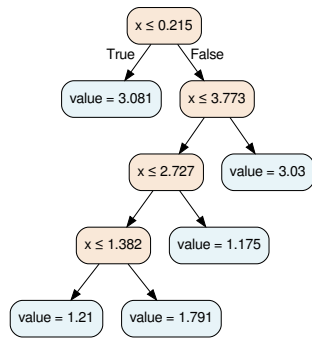 x ≤ 0.215
True
False
value = 3.081
x ≤ 3.773
x ≤ 2.727
value = 3.03
x ≤ 1.382
value = 1.175
value = 1.21
value = 1.791